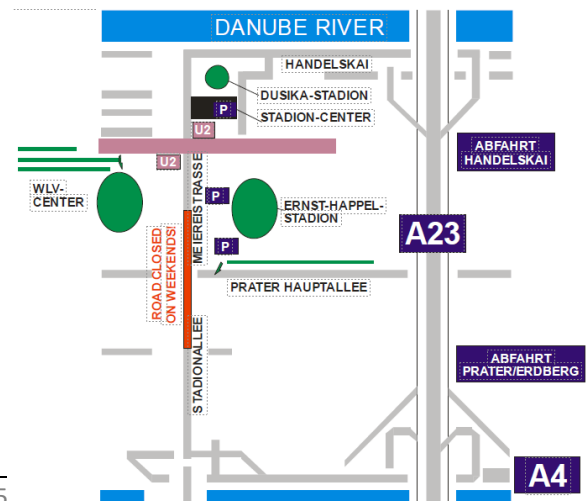 DANUBE RIVER
HANDELSKAI
DUSIKA-STADION
P
STADION-CENTER
U2
ABFAHRT
HANDELSKAI
U2
WLV-
CENTER
MEIEREISTRASSE
P
ERNST-HAPPEL-
STADION
A23
P
ROAD CLOSED
ON WEEKENDS!
PRATER HAUPTALLEE
STADIONALLEE
ABFAHRT
PRATER/ERDBERG
A4
5